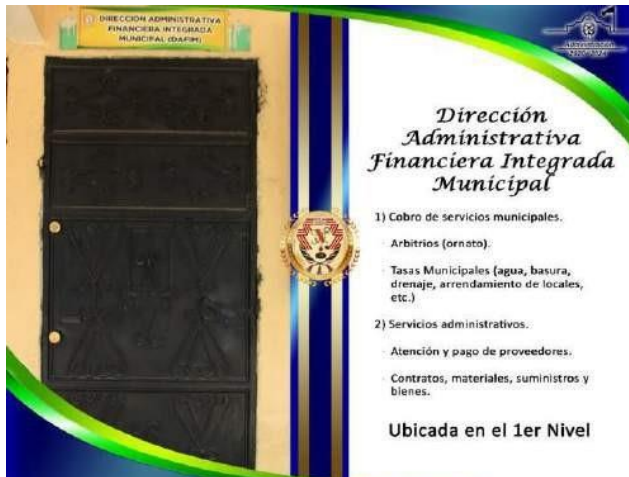 DIRECCIÓN ADMINISTRATIVA
FINANCIERA INTEGRADA
MUNICIPAL (DAFIM)
Dirección
Administrativa
Financiera Integrada
Municipal
1) Cobro de servicios municipales.
Arbitrios (ornato).
Tasas Municipales (agua, basura,
drenaje, arrendamiento de locales,
etc.)
2) Servicios administrativos.
Atención y pago de proveedores.
Contratos, materiales, suministros y
bienes.
Ubicada en el 1er Nivel